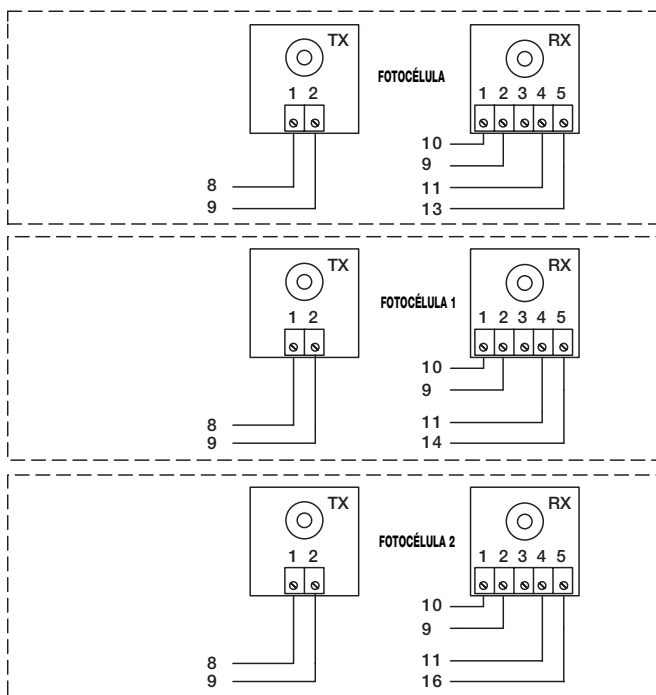 TX RX
FOTOCÉLULA
1 2 1 2 3 4 5
10
9
8 11
9 13
TX RX
FOTOCÉLULA 1
1 2 1 2 3 4 5
10
9
8 11
9 14
TX RX
FOTOCÉLULA 2
1 2 1 2 3 4 5
10
9
8 11
9 16